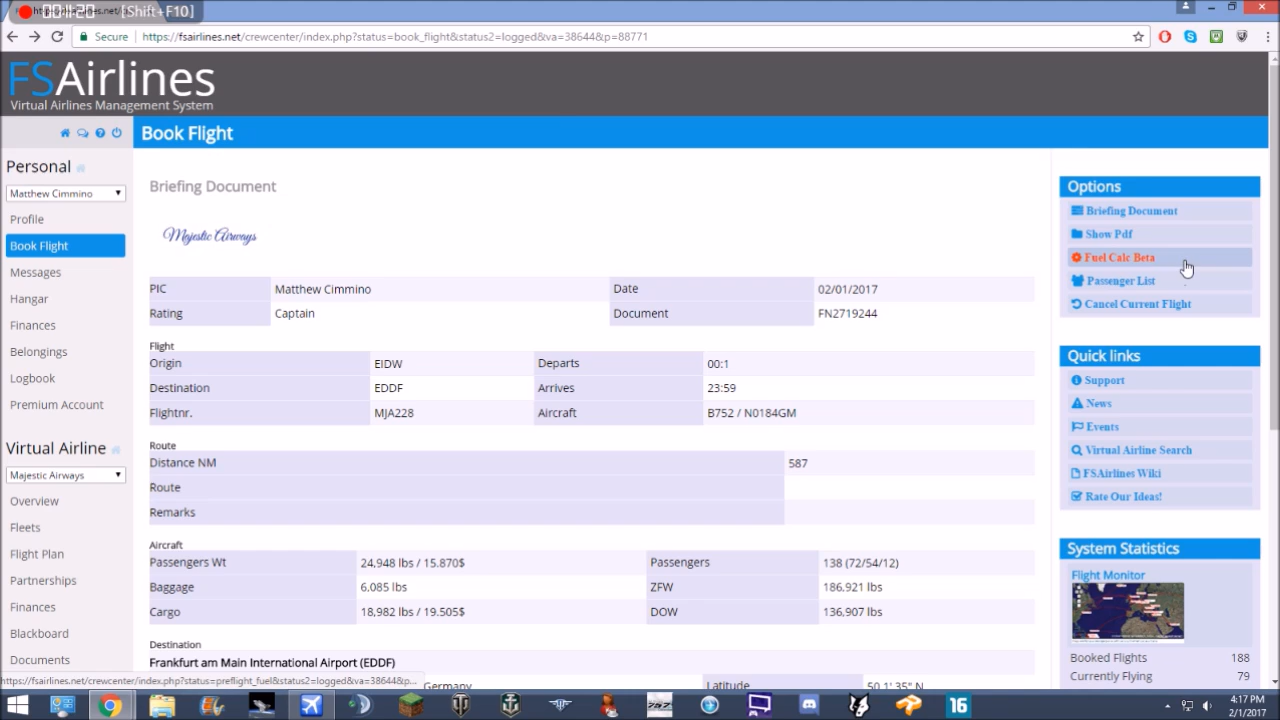 00:11:20 [Shift+F10]
Secure https://fsairlines.net/crewcenter/index.php?status=book_flight&status2=logged&va=38644&p=88771
FSAirlines
Virtual Airlines Management System
Book Flight
Personal
Matthew Cimmino
Profile
Book Flight
Messages
Hangar
Finances
Belongings
Logbook
Premium Account
Virtual Airline
Majestic Airways
Overview
Fleets
Flight Plan
Partnerships
Finances
Blackboard
Documents
Briefing Document
Majestic Airways
PIC Matthew Cimmino Date 02/01/2017
Rating Captain Document FN2719244
Flight
Origin EIDW Departs 00:1
Destination EDDF Arrives 23:59
Flightnr. MJA228 Aircraft B752 / N0184GM
Route
Distance NM 587
Route
Remarks
Aircraft
Passengers Wt 24,948 lbs / 15.870$ Passengers 138 (72/54/12)
Baggage 6,085 lbs ZFW 186,921 lbs
Cargo 18,982 lbs / 19.505$ DOW 136,907 lbs
Destination
Frankfurt am Main International Airport (EDDF)
Germany Latitude 50 1' 35" N
Options
Briefing Document
Show Pdf
Fuel Calc Beta
Passenger List
Cancel Current Flight
Quick links
Support
News
Events
Virtual Airline Search
FSAirlines Wiki
Rate Our Ideas!
System Statistics
Flight Monitor
Booked Flights 188
Currently Flying 79
https://fsairlines.net/crewcenter/index.php?status=preflight_fuel&status2=logged&va=38644&p...
16
4:17 PM
2/1/2017